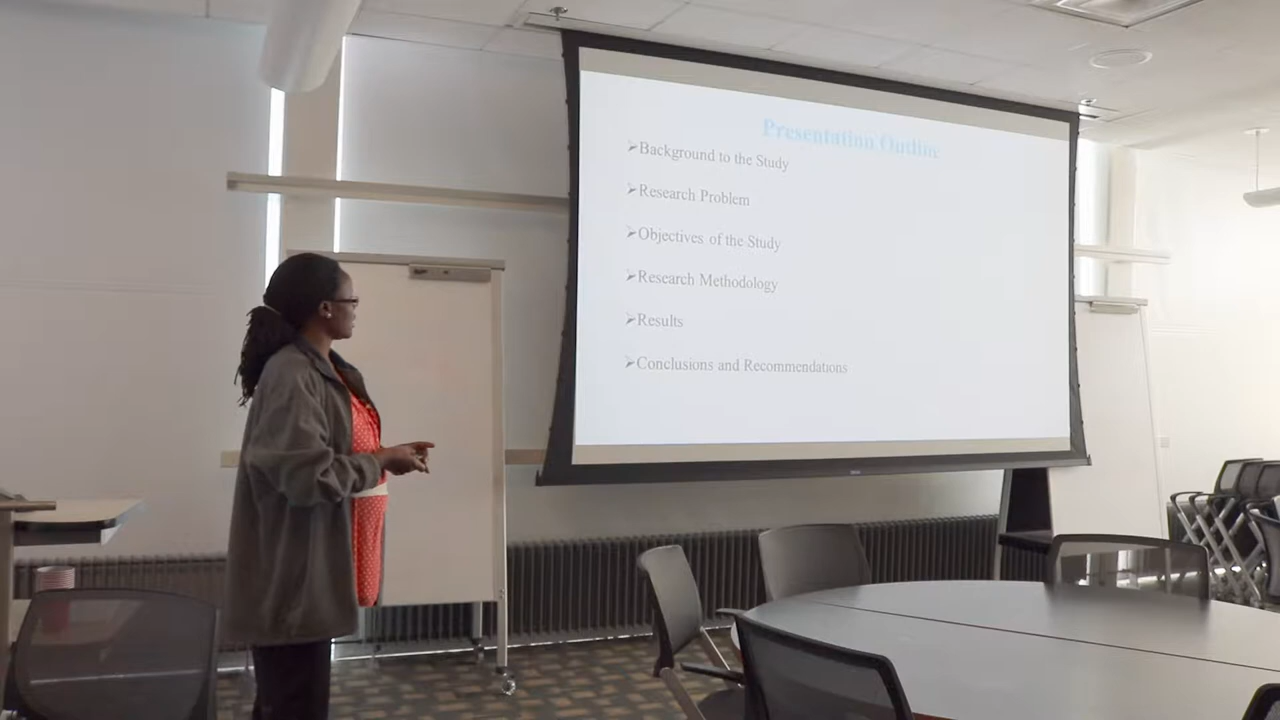 Presentation Outline
➢Background to the Study
➢Research Problem
➢Objectives of the Study
➢Research Methodology
➢Results
➢Conclusions and Recommendations